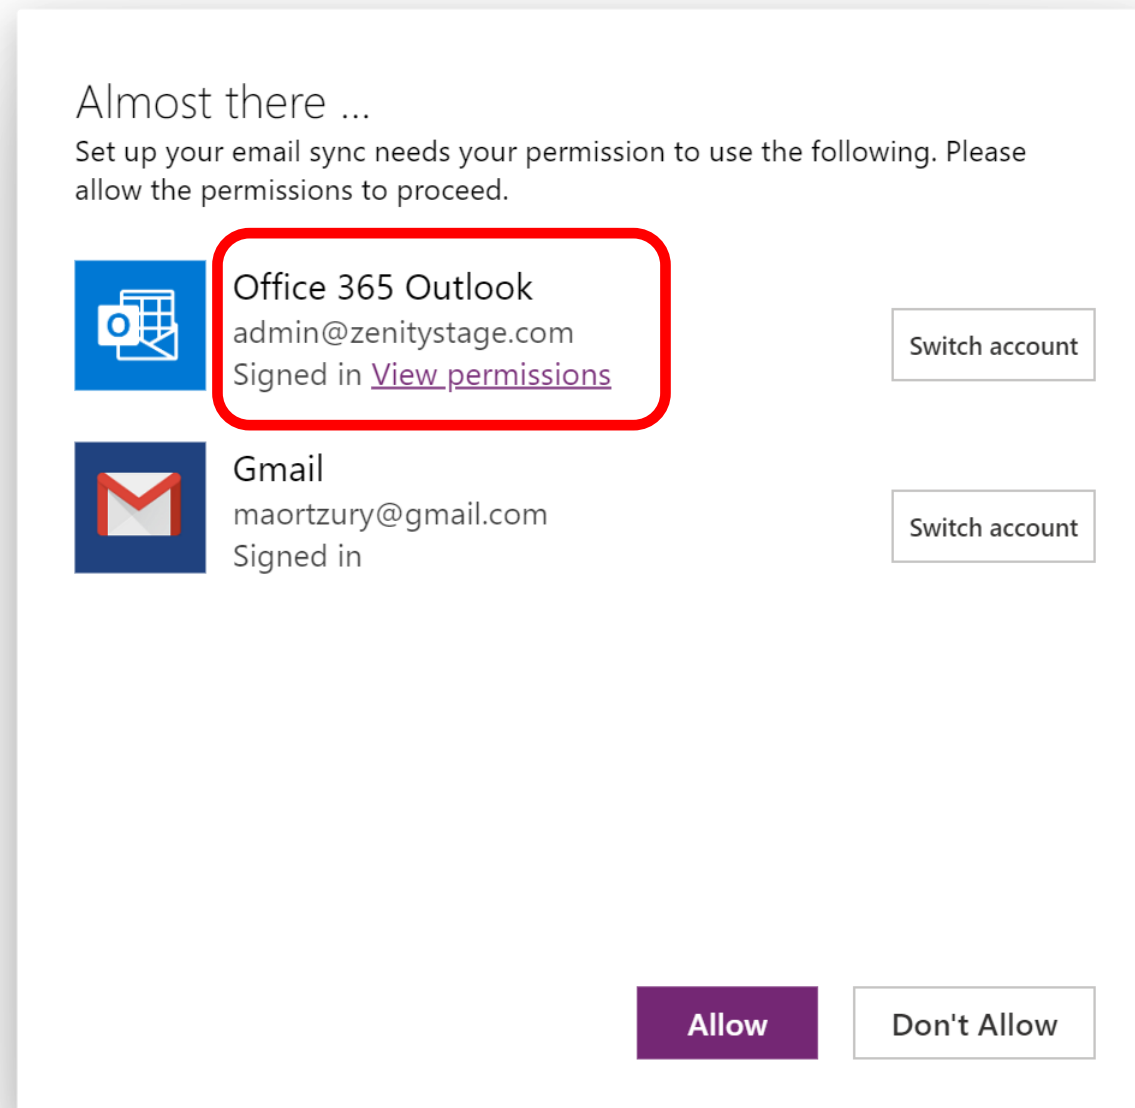 Almost there ...
Set up your email sync needs your permission to use the following. Please
allow the permissions to proceed.
Office 365 Outlook
admin@zenitystage.com
Signed in View permissions
Switch account
Gmail
maortzury@gmail.com
Signed in
Switch account
Allow
Don't Allow